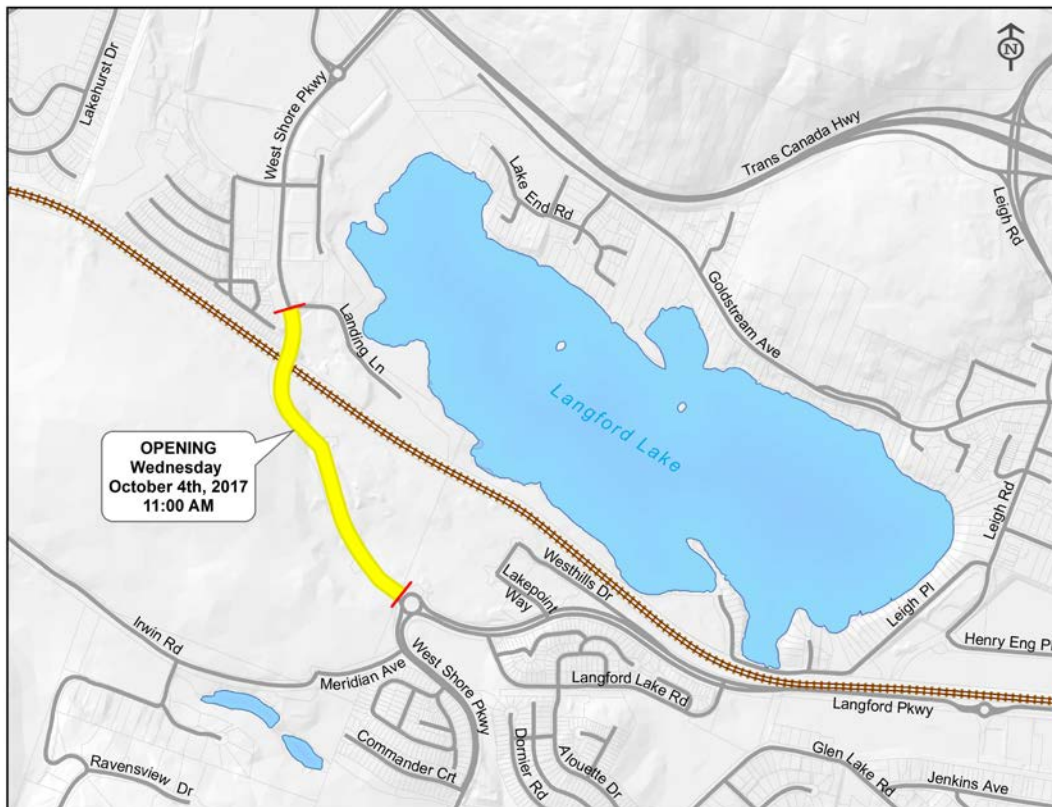 N
Lakehurst Dr
West Shore Pkwy
Trans Canada Hwy
Lake
End Rd
Leigh Rd
Goldstream Ave
Landing Ln
Langford
Lake
OPENING
Wednesday
October 4th, 2017
11:00 AM
Leigh Rd
Westhills Dr
Lakepoint
Way
Leigh Pl
Irwin Rd
Henry Eng Pl
Meridian Ave
West Shore Pkwy
Langford Lake Rd
Langford Pkwy
Commander Crt
Dornier Rd
Alouette Dr
Glen Lake Rd
Ravensview Dr
Jenkins Ave